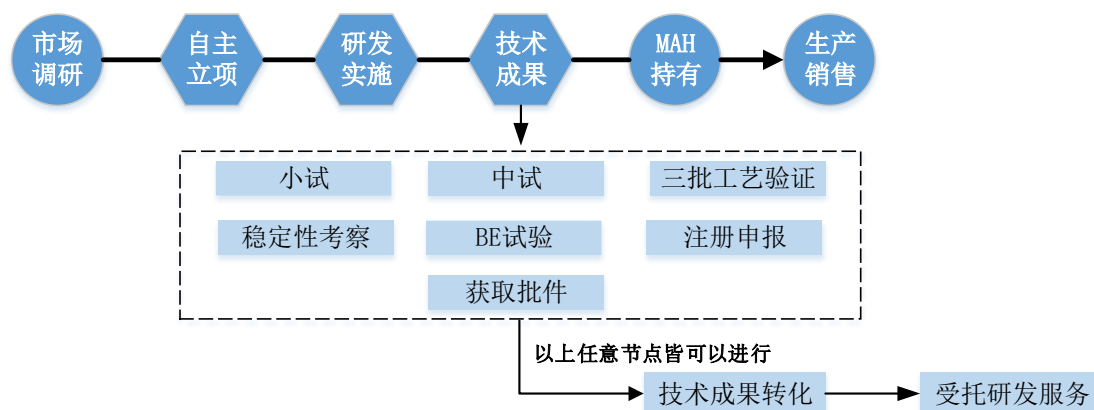 市场
调研
自主
立项
研发
实施
技术
成果
MAH
持有
生产
销售
小试
中试
三批工艺验证
稳定性考察
BE试验
注册申报
获取批件
以上任意节点皆可以进行
技术成果转化
受托研发服务